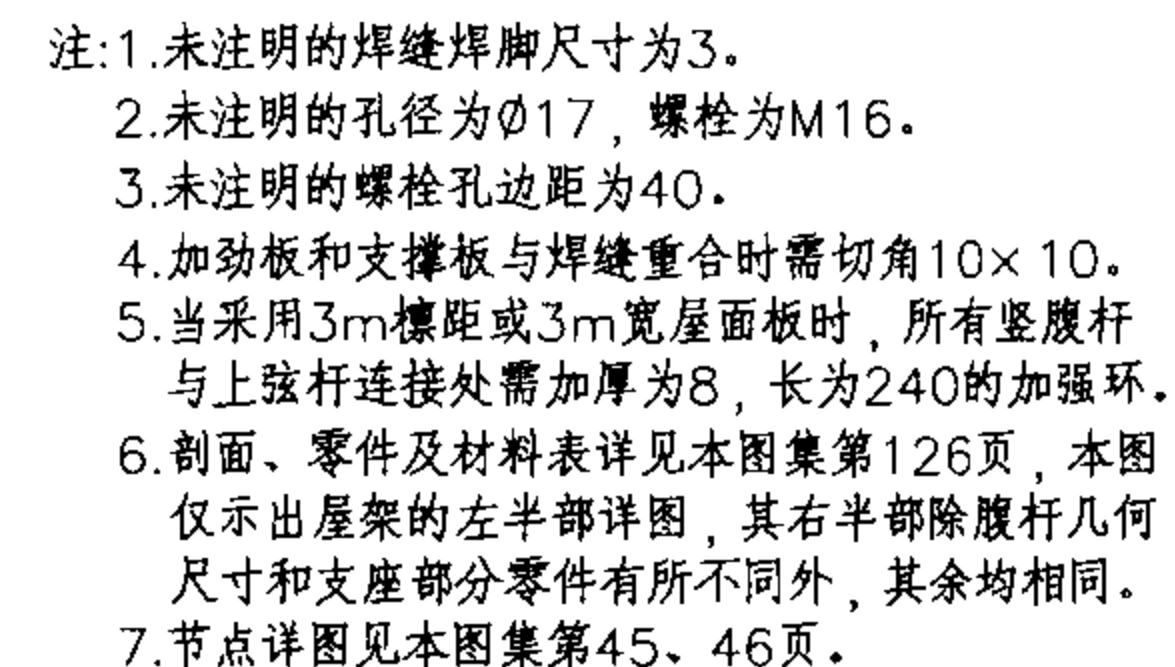 注:1.未注明的焊缝焊脚尺寸为3。
2.未注明的孔径为Ø17，螺栓为M16。
3.未注明的螺栓孔边距为40。
4.加劲板和支撑板与焊缝重合时需切角10×10。
5.当采用3m檩距或3m宽屋面板时，所有竖腹杆
与上弦杆连接处需加厚为8，长为240的加强环。
6.剖面、零件及材料表详见本图集第126页，本图
仅示出屋架的左半部详图，其右半部除腹杆几何
尺寸和支座部分零件有所不同外，其余均相同。
7.节点详图见本图集第45、46页。